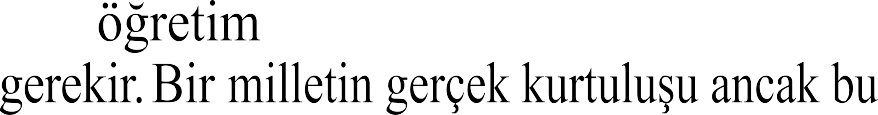 öğretim
gerekir. Bir milletin gerçek kurtuluşu ancak bu